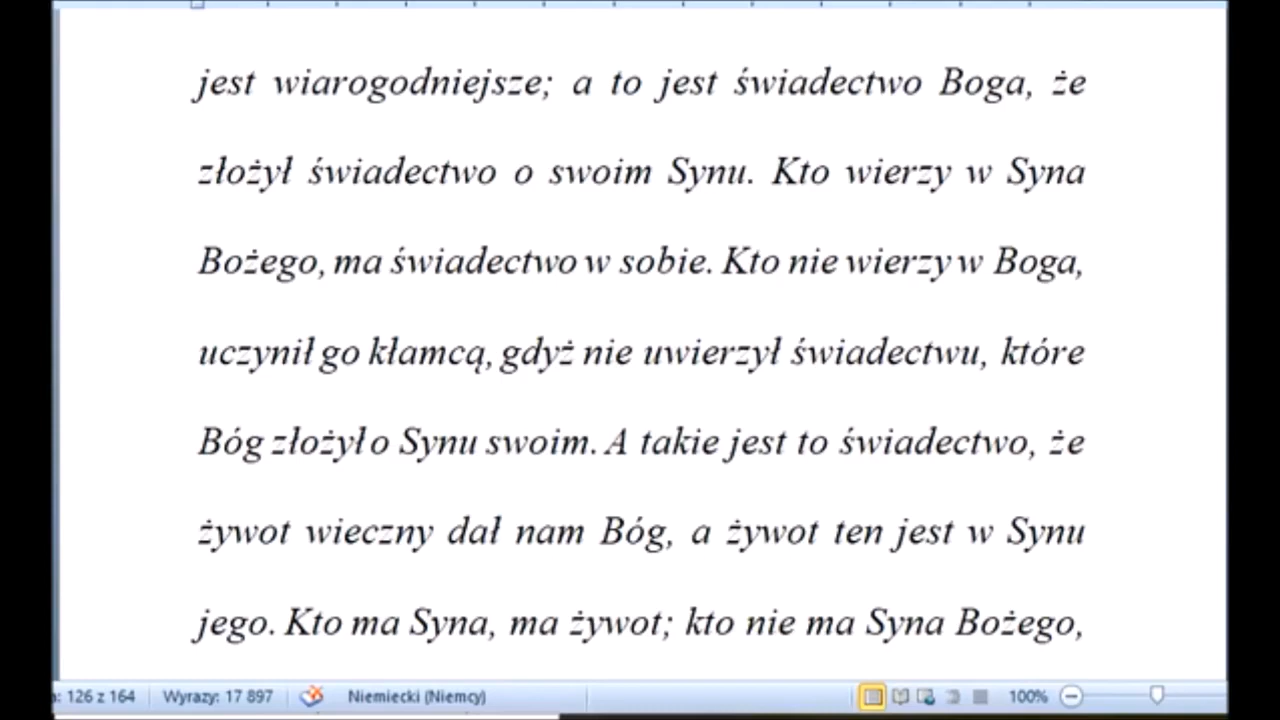 jest wiarogodniejsze; a to jest świadectwo Boga, że
złożył świadectwo o swoim Synu. Kto wierzy w Syna
Bożego, ma świadectwo w sobie. Kto nie wierzy w Boga,
uczynił go kłamcą, gdyż nie uwierzył świadectwu, które
Bóg złożył o Synu swoim. A takie jest to świadectwo, że
żywot wieczny dał nam Bóg, a żywot ten jest w Synu
jego. Kto ma Syna, ma żywot; kto nie ma Syna Bożego,
: 126 z 164 Wyrazy: 17 897 Niemiecki (Niemcy) 100%